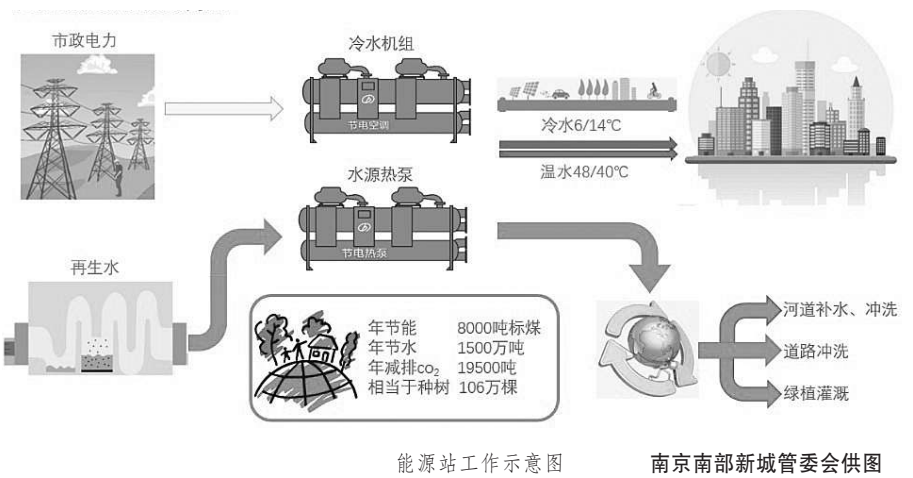 市政电力
冷水机组
节电空调
冷水6/14℃
温水48/40℃
水源热泵
节电热泵
再生水
年节能 8000吨标煤
年节水 1500万吨
年减排co₂ 19500吨
相当于种树 106万棵
河道补水、冲洗
道路冲洗
绿植灌溉
能源站工作示意图 南京南部新城管委会供图